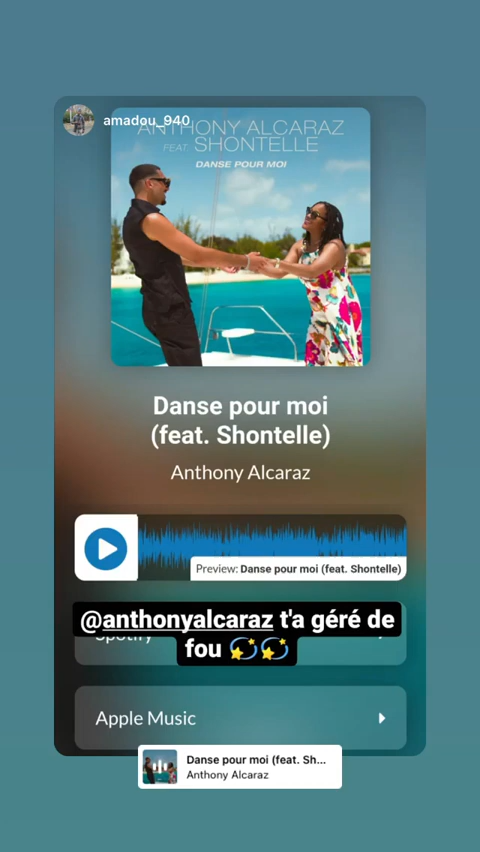 amadou_940
ANTHONY ALCARAZ
FEAT. SHONTELLE
DANSE POUR MOI
Danse pour moi
(feat. Shontelle)
Anthony Alcaraz
Preview: Danse pour moi (feat. Shontelle)
@anthonyalcaraz t'a géré de
fou 💫💫
Spotify
Apple Music
Danse pour moi (feat. Sh...
Anthony Alcaraz